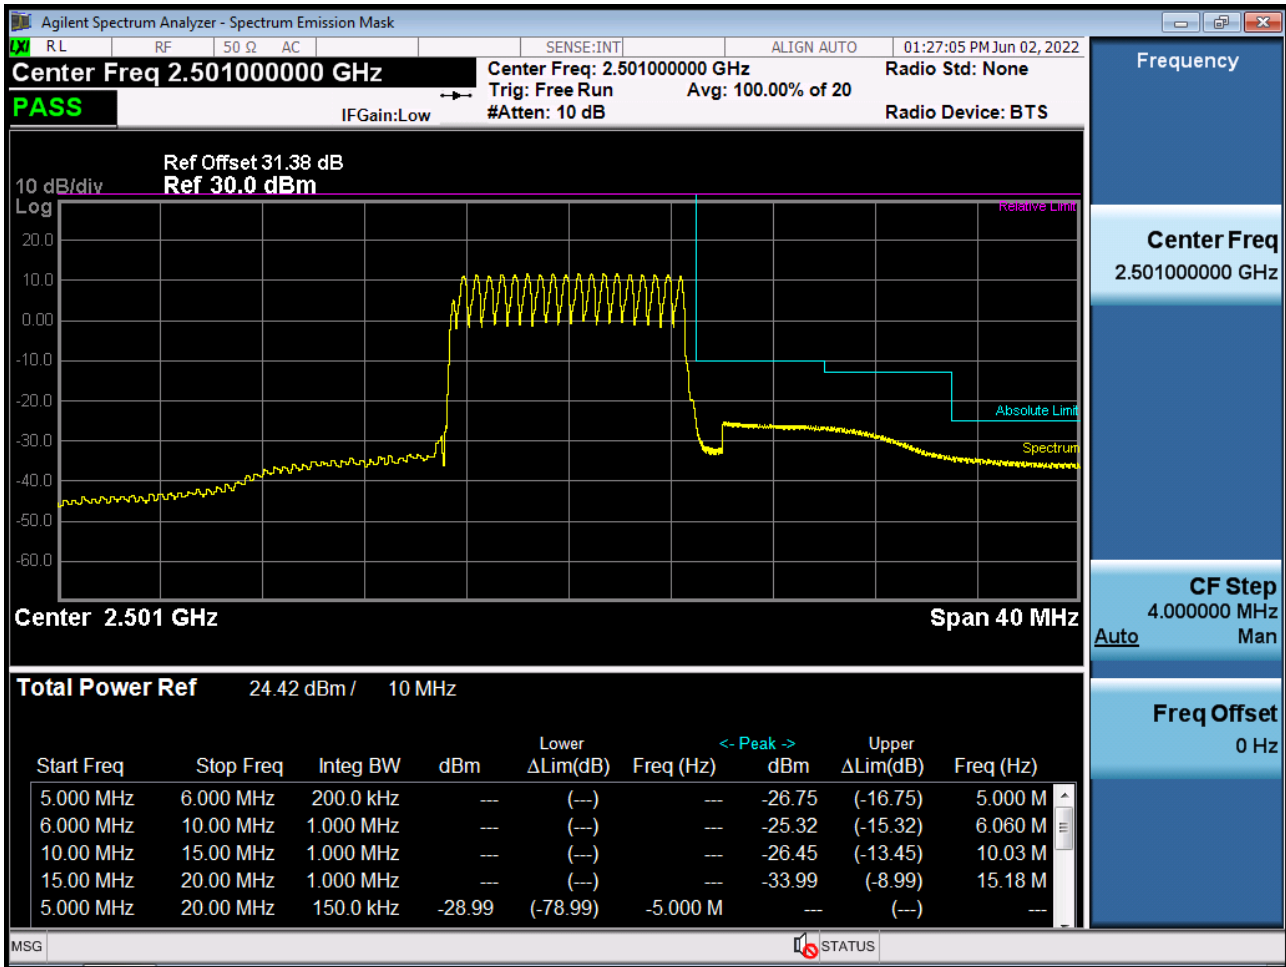 Agilent Spectrum Analyzer - Spectrum Emission Mask
LXI RL RF 50 Ω AC SENSE:INT ALIGN AUTO 01:27:05 PM Jun 02, 2022
Center Freq 2.501000000 GHz
Center Freq: 2.501000000 GHz Radio Std: None
Trig: Free Run Avg: 100.00% of 20
PASS
IFGain:Low #Atten: 10 dB Radio Device: BTS
Ref Offset 31.38 dB
10 dB/div Ref 30.0 dBm
Log
Relative Limit
20.0
10.0
0.00
-10.0
-20.0
Absolute Limit
-30.0
Spectrum
-40.0
-50.0
-60.0
Center 2.501 GHz Span 40 MHz
Total Power Ref 24.42 dBm / 10 MHz
Lower <- Peak -> Upper
Start Freq Stop Freq Integ BW dBm ΔLim(dB) Freq (Hz) dBm ΔLim(dB) Freq (Hz)
5.000 MHz 6.000 MHz 200.0 kHz --- (---) --- -26.75 (-16.75) 5.000 M
6.000 MHz 10.00 MHz 1.000 MHz --- (---) --- -25.32 (-15.32) 6.060 M
10.00 MHz 15.00 MHz 1.000 MHz --- (---) --- -26.45 (-13.45) 10.03 M
15.00 MHz 20.00 MHz 1.000 MHz --- (---) --- -33.99 (-8.99) 15.18 M
5.000 MHz 20.00 MHz 150.0 kHz -28.99 (-78.99) -5.000 M --- (---) ---
MSG STATUS
Frequency
Center Freq
2.501000000 GHz
CF Step
4.000000 MHz
Auto Man
Freq Offset
0 Hz